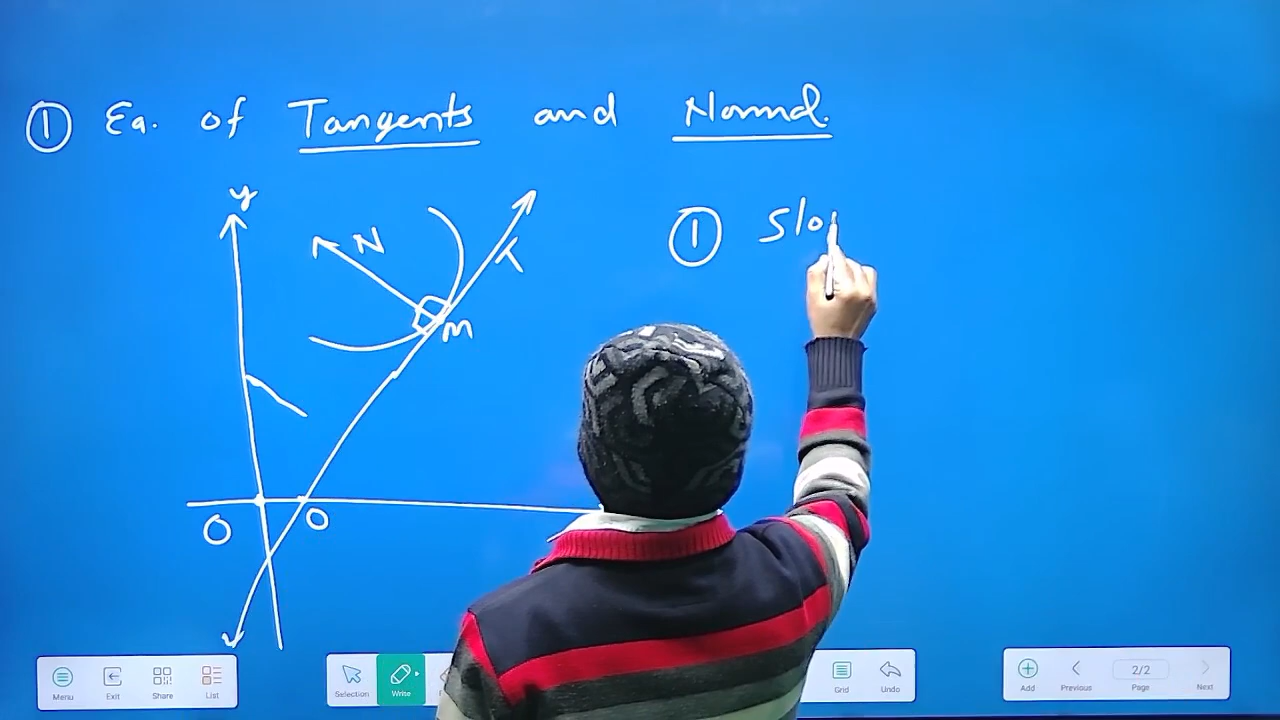 ① Eq. of Tangents and Normal.
y
N
T
① Slo
M
O
O
Menu Exit Share List Selection Write Grid Undo Add Previous 2/2 Page Next